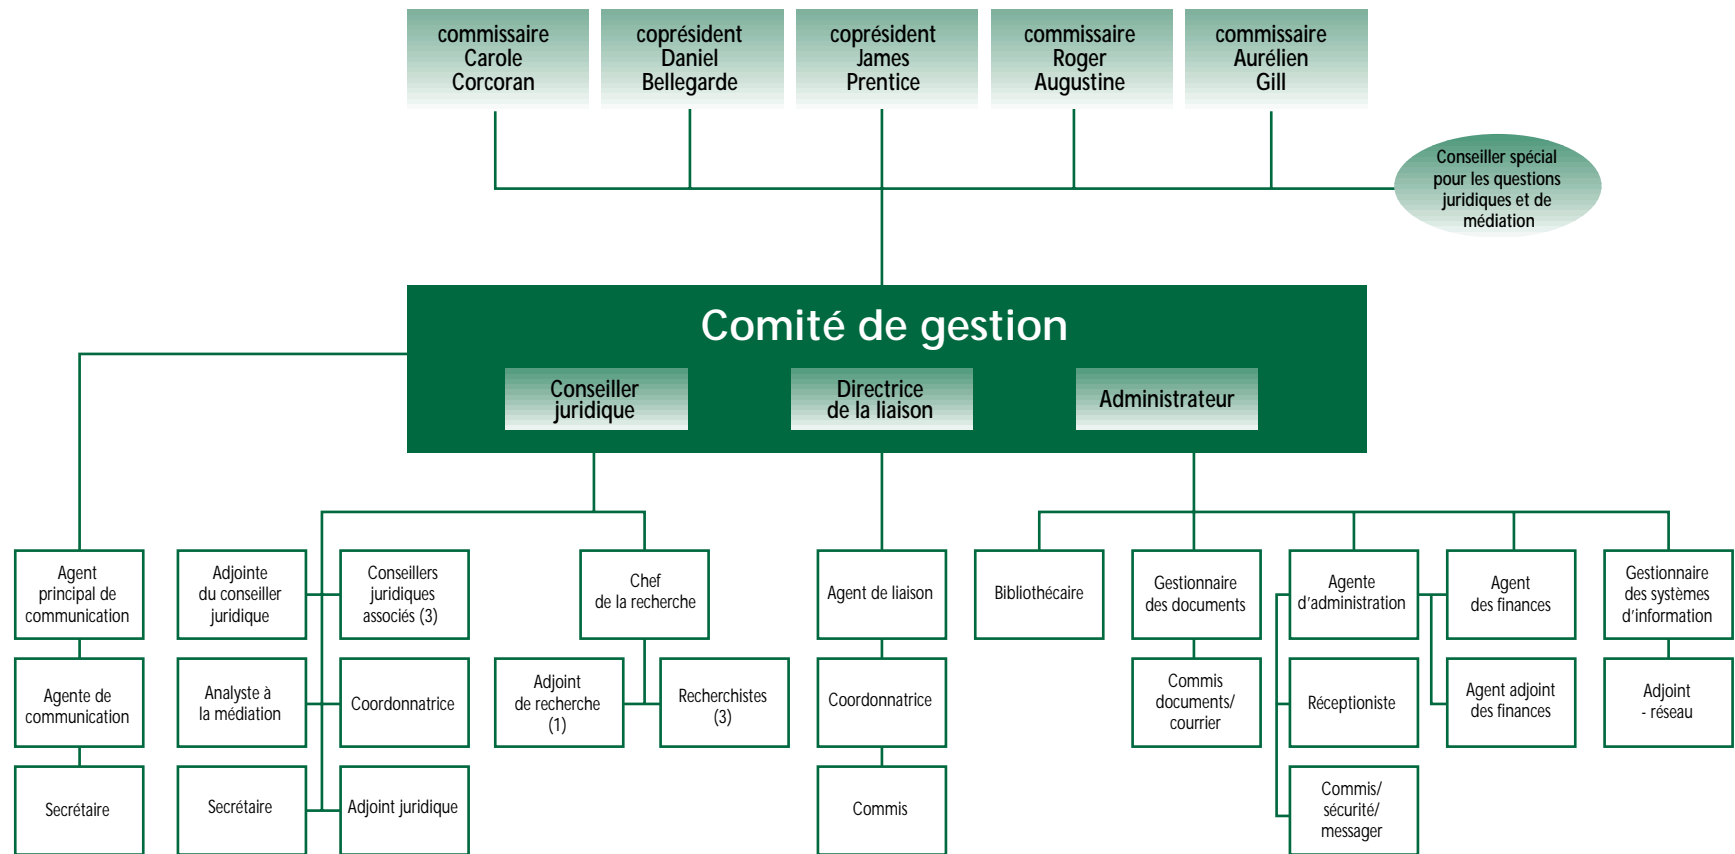 commissaire
Carole
Corcoran
coprésident
Daniel
Bellegarde
coprésident
James
Prentice
commissaire
Roger
Augustine
commissaire
Aurélien
Gill
Conseiller spécial
pour les questions
juridiques et de
médiation
Comité de gestion
Conseiller
juridique
Directrice
de la liaison
Administrateur
Agent
principal de
communication
Adjointe
du conseiller
juridique
Conseillers
juridiques
associés (3)
Chef
de la recherche
Agent de liaison
Bibliothécaire
Gestionnaire
des documents
Agente
d'administration
Agent
des finances
Gestionnaire
des systèmes
d'information
Agente de
communication
Analyste à
la médiation
Coordonnatrice
Adjoint
de recherche
(1)
Recherchistes
(3)
Coordonnatrice
Commis
documents/
courrier
Réceptioniste
Agent adjoint
des finances
Adjoint
- réseau
Secrétaire
Secrétaire
Adjoint juridique
Commis
Commis/
sécurité/
messager